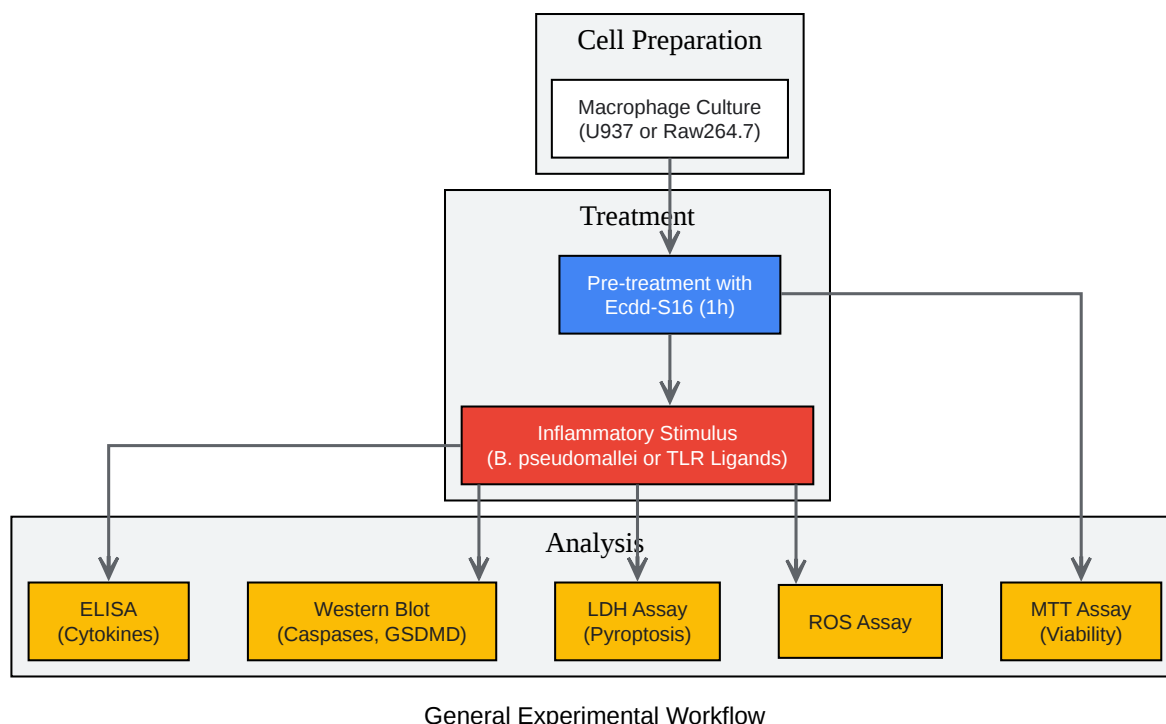 Cell Preparation
Macrophage Culture
(U937 or Raw264.7)
Treatment
Pre-treatment with
Ecdd-S16 (1h)
Inflammatory Stimulus
(B. pseudomallei or TLR Ligands)
Analysis
ELISA
(Cytokines)
Western Blot
(Caspases, GSDMD)
LDH Assay
(Pyroptosis)
ROS Assay
MTT Assay
(Viability)
General Experimental Workflow